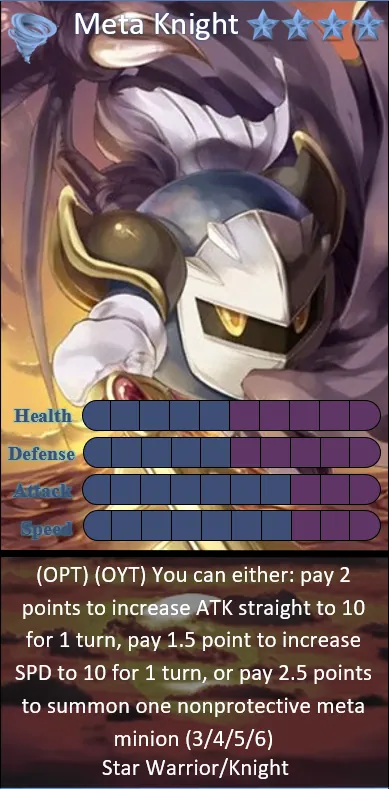 Meta Knight
Health
Defense
Attack
Speed
(OPT) (OYT) You can either: pay 2
points to increase ATK straight to 10
for 1 turn, pay 1.5 point to increase
SPD to 10 for 1 turn, or pay 2.5 points
to summon one nonprotective meta
minion (3/4/5/6)
Star Warrior/Knight